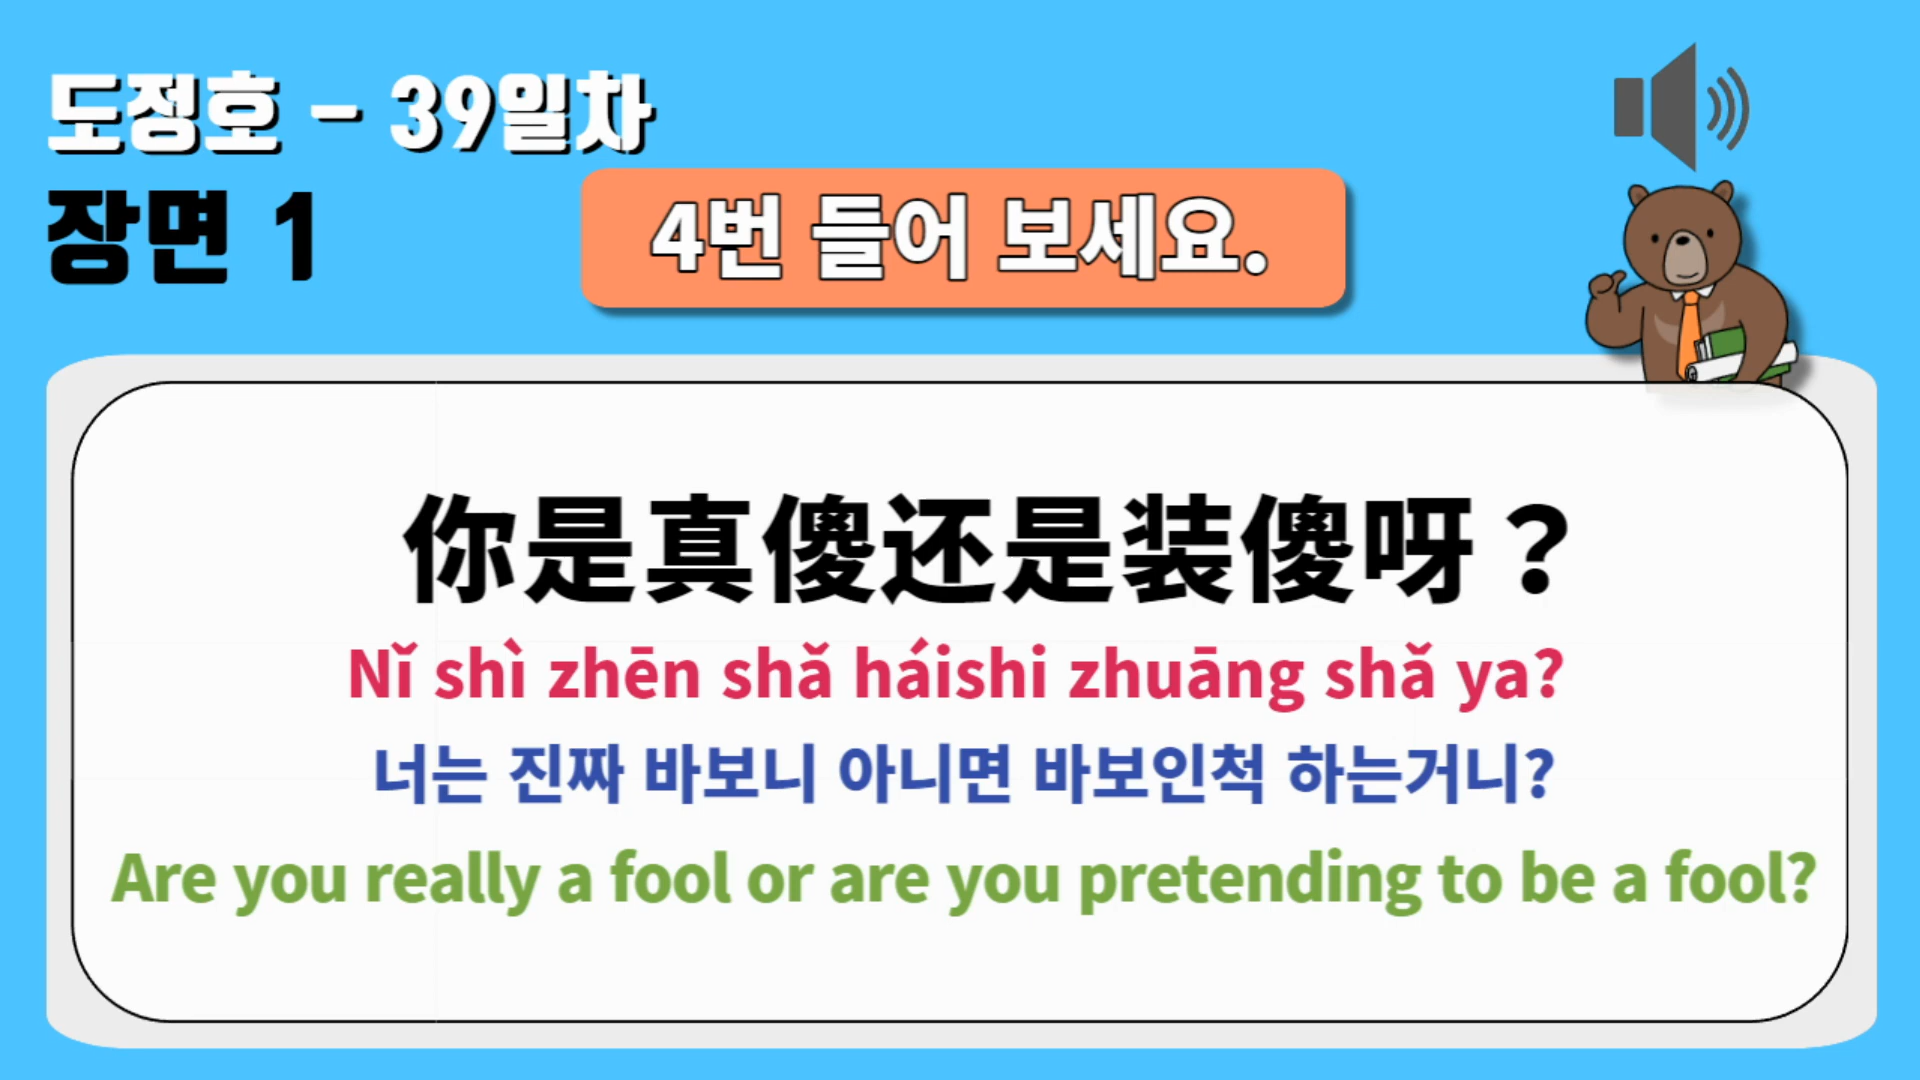 도정호 - 39일차
장면 1
4번 들어 보세요.
你是真傻还是装傻呀？
Nǐ shì zhēn shǎ háishi zhuāng shǎ ya?
너는 진짜 바보니 아니면 바보인척 하는거니?
Are you really a fool or are you pretending to be a fool?